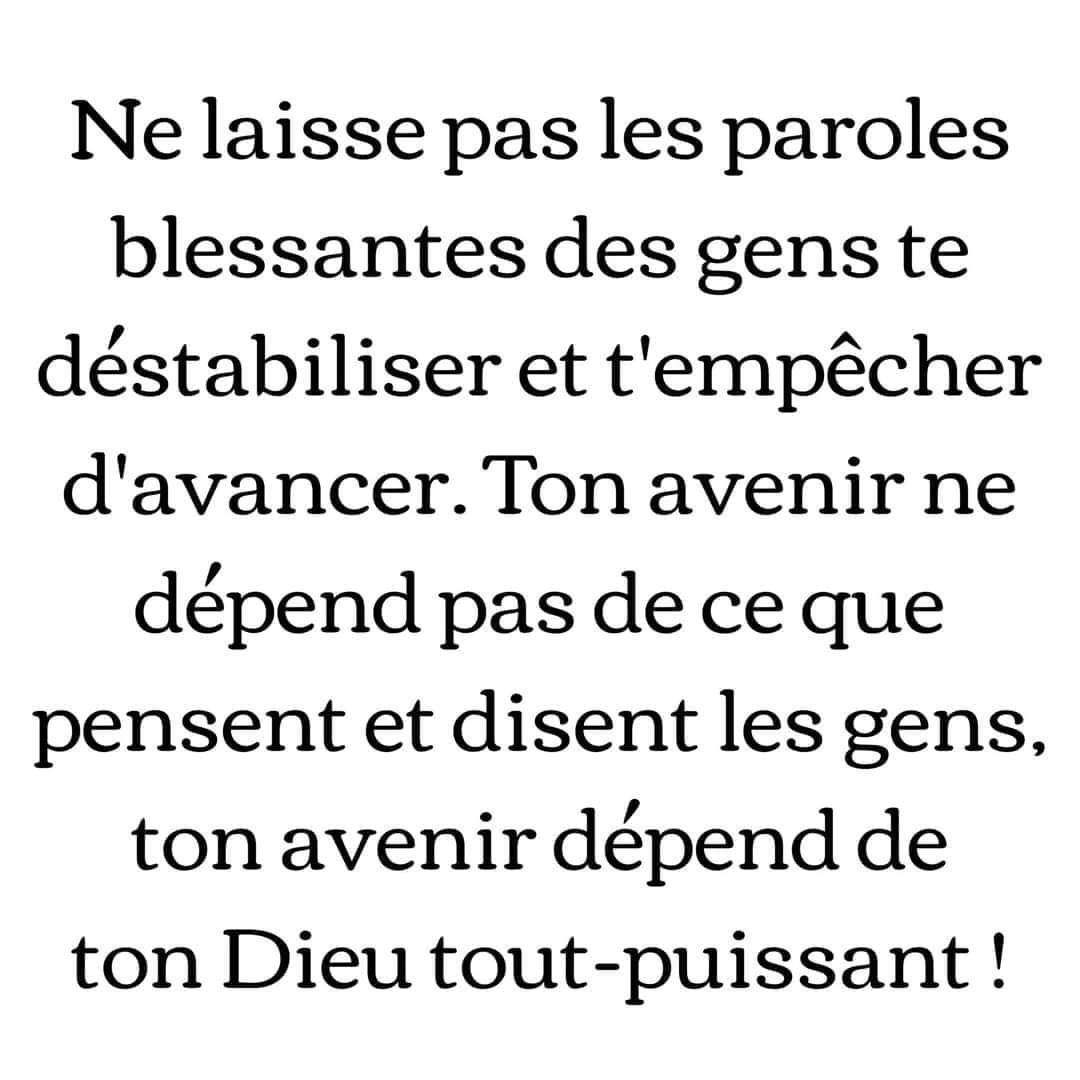 Ne laisse pas les paroles
blessantes des gens te
déstabiliser et t'empêcher
d'avancer. Ton avenir ne
dépend pas de ce que
pensent et disent les gens,
ton avenir dépend de
ton Dieu tout-puissant !